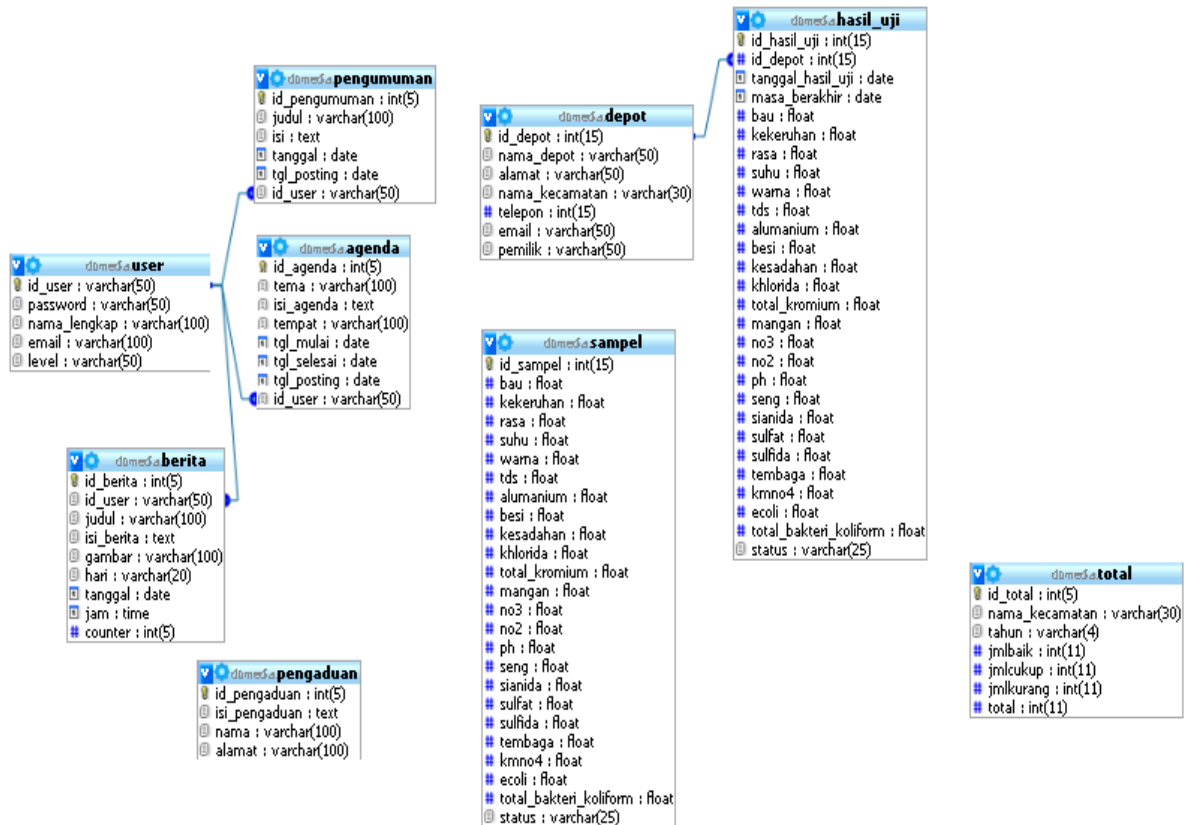 pengumuman
id_pengumuman : int(5)
judul : varchar(100)
isi : text
tanggal : date
tgl_posting : date
id_user : varchar(50)
user
id_user : varchar(50)
password : varchar(50)
nama_lengkap : varchar(100)
email : varchar(100)
level : varchar(50)
agenda
id_agenda : int(5)
tema : varchar(100)
isi_agenda : text
tempat : varchar(100)
tgl_mulai : date
tgl_selesai : date
tgl_posting : date
id_user : varchar(50)
berita
id_berita : int(5)
id_user : varchar(50)
judul : varchar(100)
isi_berita : text
gambar : varchar(100)
hari : varchar(20)
tanggal : date
jam : time
counter : int(5)
pengaduan
id_pengaduan : int(5)
isi_pengaduan : text
nama : varchar(100)
alamat : varchar(100)
depot
id_depot : int(15)
nama_depot : varchar(50)
alamat : varchar(50)
nama_kecamatan : varchar(30)
telepon : int(15)
email : varchar(50)
pemilik : varchar(50)
sampel
id_sampel : int(15)
bau : float
kekeruhan : float
rasa : float
suhu : float
warna : float
tds : float
alumanium : float
besi : float
kesadahan : float
khlorida : float
total_kromium : float
mangan : float
no3 : float
no2 : float
ph : float
seng : float
sianida : float
sulfat : float
sulfida : float
tembaga : float
kmno4 : float
ecoli : float
total_bakteri_koliform : float
status : varchar(25)
hasil_uji
id_hasil_uji : int(15)
id_depot : int(15)
tanggal_hasil_uji : date
masa_berakhir : date
bau : float
kekeruhan : float
rasa : float
suhu : float
warna : float
tds : float
alumanium : float
besi : float
kesadahan : float
khlorida : float
total_kromium : float
mangan : float
no3 : float
no2 : float
ph : float
seng : float
sianida : float
sulfat : float
sulfida : float
tembaga : float
kmno4 : float
ecoli : float
total_bakteri_koliform : float
status : varchar(25)
total
id_total : int(5)
nama_kecamatan : varchar(30)
tahun : varchar(4)
jmlbaik : int(11)
jmlcukup : int(11)
jmlkurang : int(11)
total : int(11)